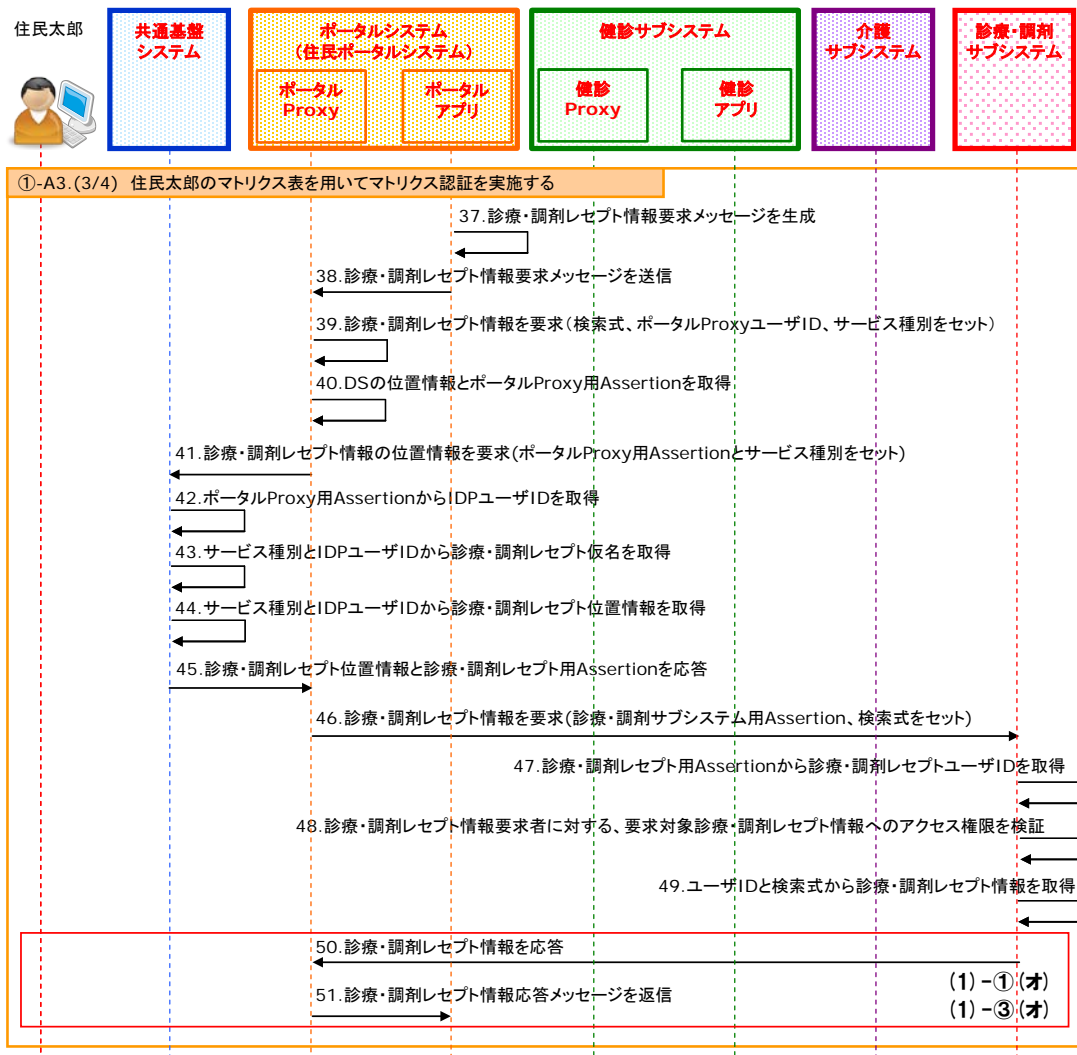 住民太郎
共通基盤
システム
ポータルシステム
（住民ポータルシステム）
ポータル
Proxy
ポータル
アプリ
健診サブシステム
健診
Proxy
健診
アプリ
介護
サブシステム
診療・調剤
サブシステム
①-A3.(3/4) 住民太郎のマトリクス表を用いてマトリクス認証を実施する
37.診療・調剤レセプト情報要求メッセージを生成
38.診療・調剤レセプト情報要求メッセージを送信
39.診療・調剤レセプト情報を要求（検索式、ポータルProxyユーザID、サービス種別をセット）
40.DSの位置情報とポータルProxy用Assertionを取得
41.診療・調剤レセプト情報の位置情報を要求(ポータルProxy用Assertionとサービス種別をセット)
42.ポータルProxy用AssertionからIDPユーザIDを取得
43.サービス種別とIDPユーザIDから診療・調剤レセプト仮名を取得
44.サービス種別とIDPユーザIDから診療・調剤レセプト位置情報を取得
45.診療・調剤レセプト位置情報と診療・調剤レセプト用Assertionを応答
46.診療・調剤レセプト情報を要求(診療・調剤サブシステム用Assertion、検索式をセット)
47.診療・調剤レセプト用Assertionから診療・調剤レセプトユーザIDを取得
48.診療・調剤レセプト情報要求者に対する、要求対象診療・調剤レセプト情報へのアクセス権限を検証
49.ユーザIDと検索式から診療・調剤レセプト情報を取得
50.診療・調剤レセプト情報を応答
(1)-①(オ)
51.診療・調剤レセプト情報応答メッセージを返信
(1)-③(オ)